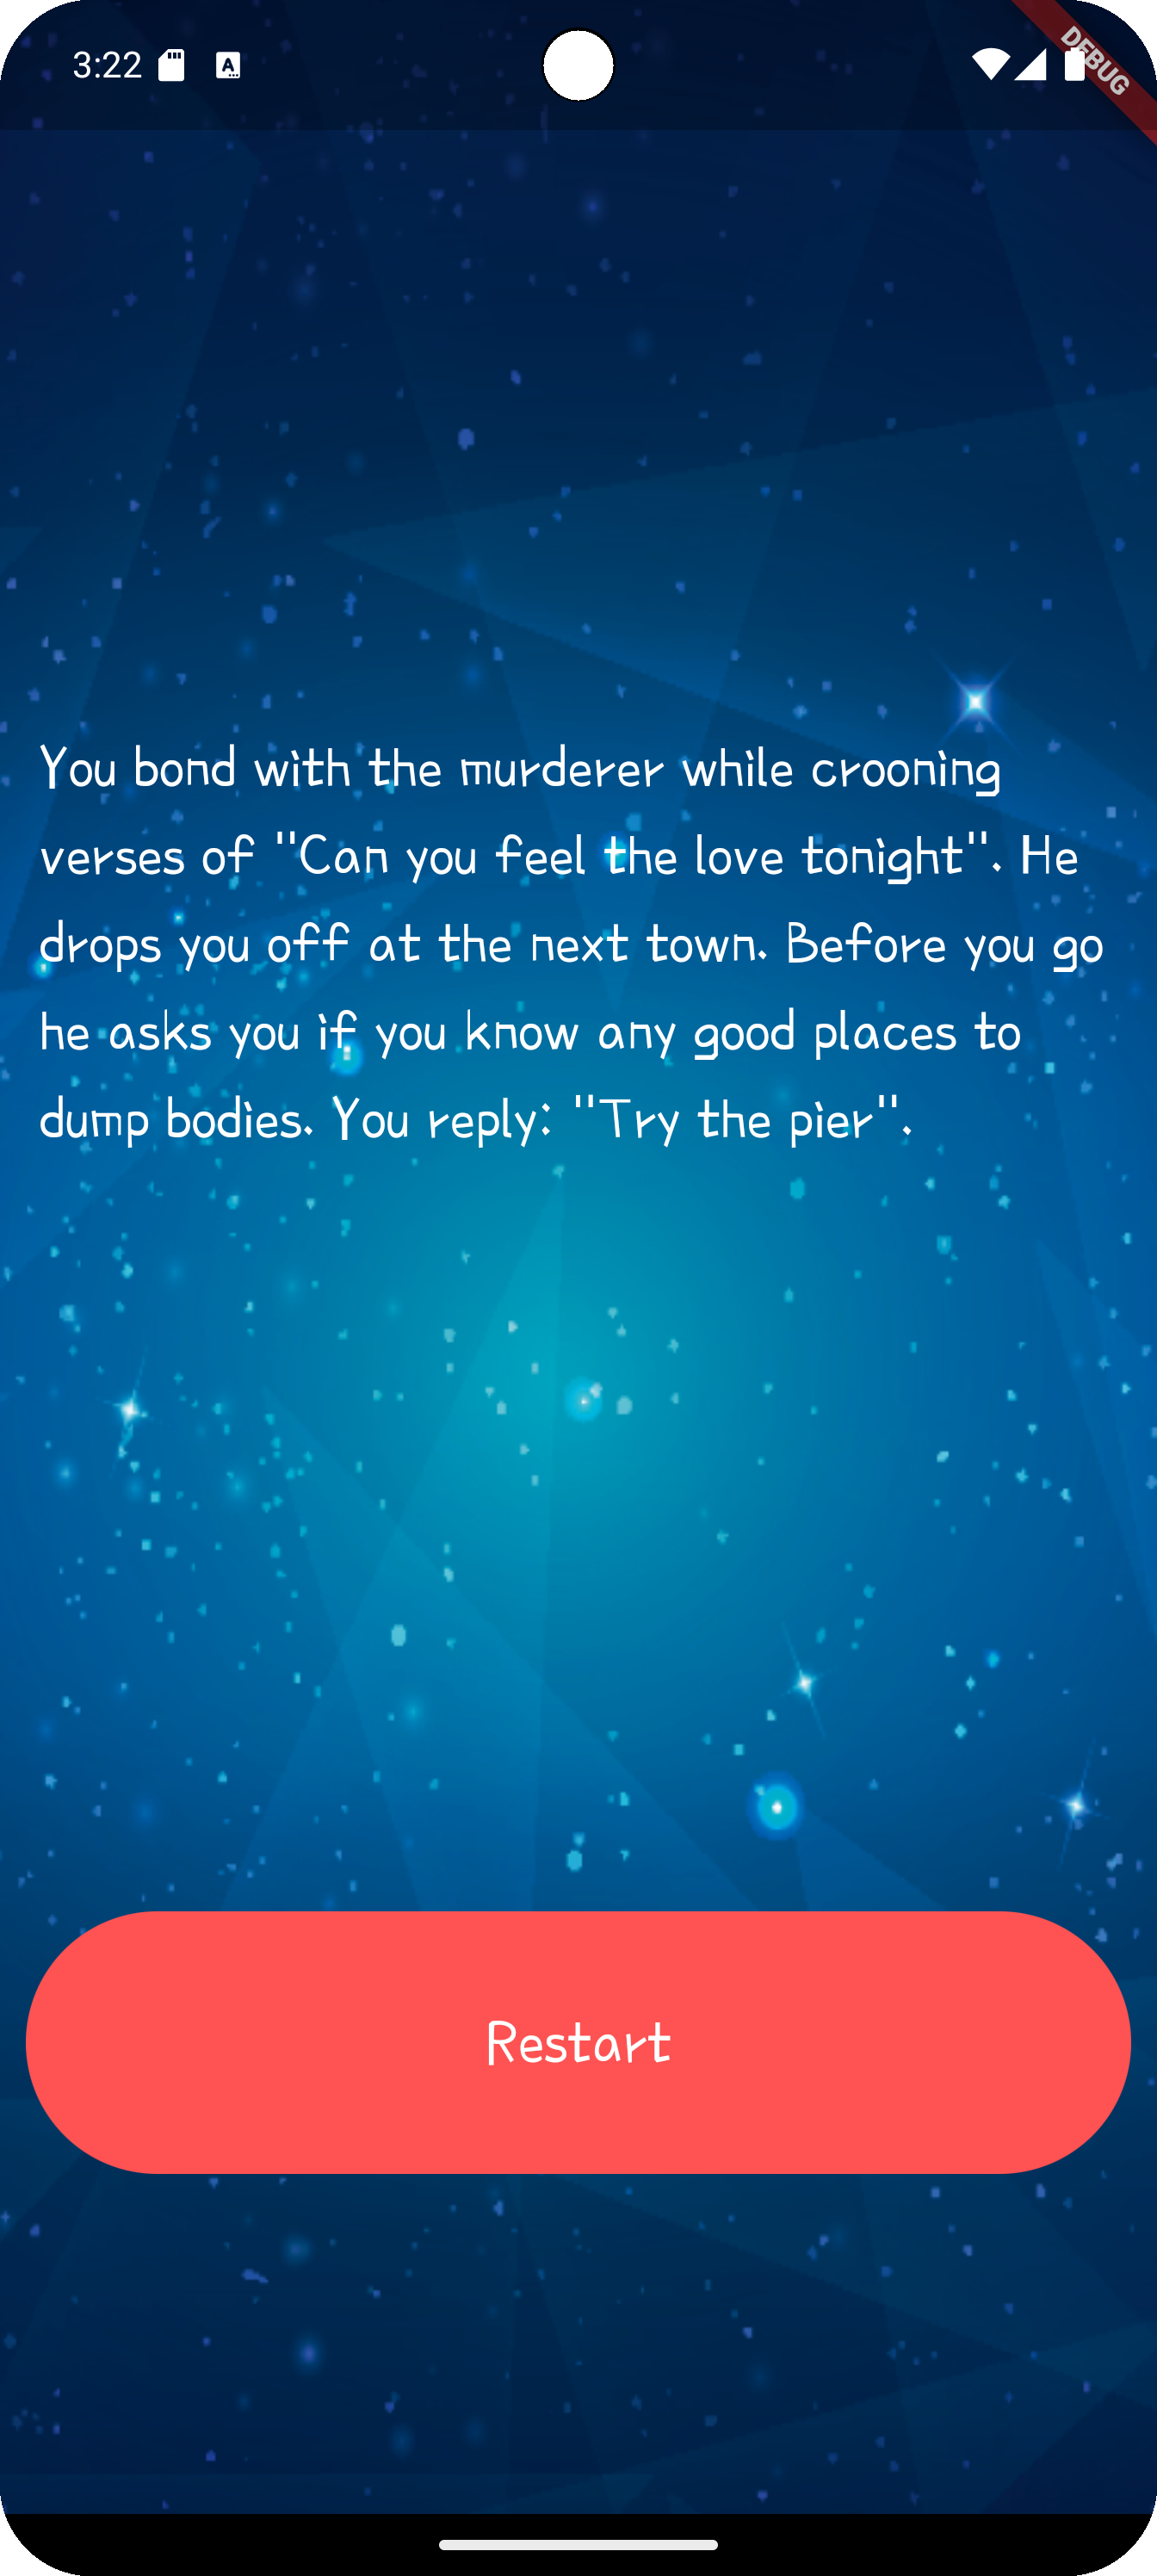 3:22
DEBUG
You bond with the murderer while crooning
verses of "Can you feel the love tonight". He
drops you off at the next town. Before you go
he asks you if you know any good places to
dump bodies. You reply: "Try the pier".
Restart